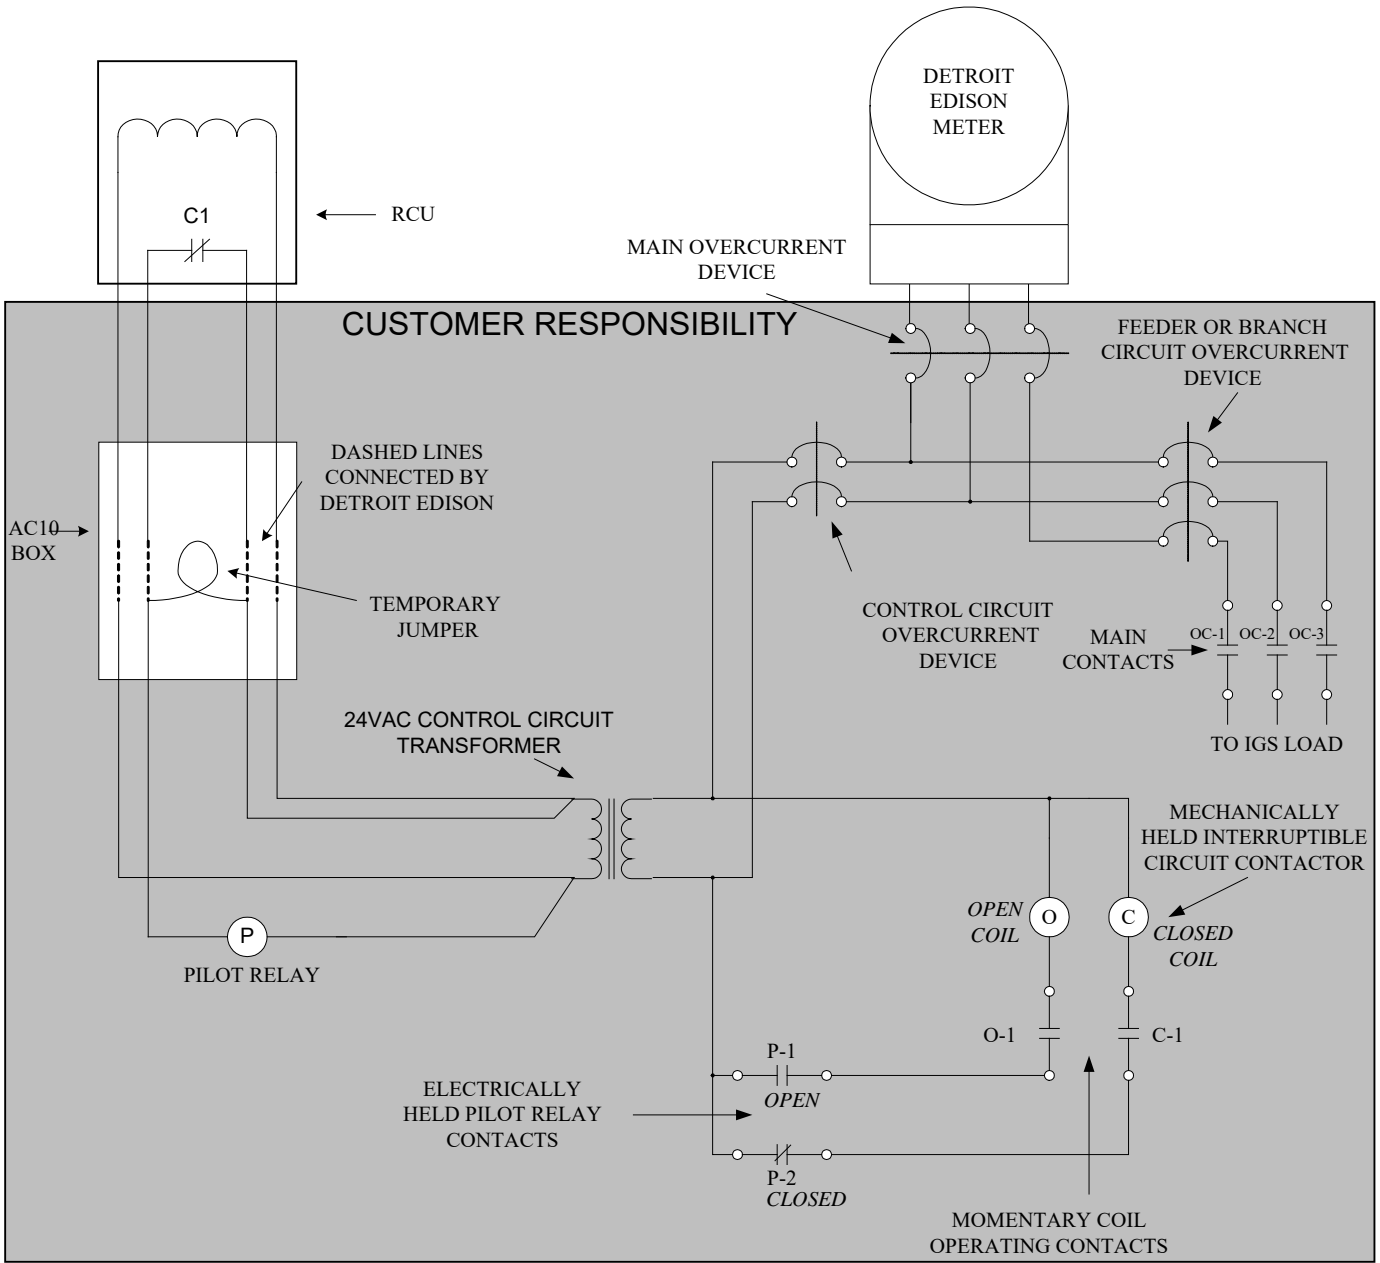 DETROIT
EDISON
METER
C1
RCU
MAIN OVERCURRENT
DEVICE
CUSTOMER RESPONSIBILITY
FEEDER OR BRANCH
CIRCUIT OVERCURRENT
DEVICE
DASHED LINES
CONNECTED BY
DETROIT EDISON
AC10
BOX
TEMPORARY
JUMPER
CONTROL CIRCUIT
OVERCURRENT
DEVICE
MAIN
CONTACTS
OC-1
OC-2
OC-3
TO IGS LOAD
24VAC CONTROL CIRCUIT
TRANSFORMER
MECHANICALLY
HELD INTERRUPTIBLE
CIRCUIT CONTACTOR
OPEN
COIL
O
C
CLOSED
COIL
P
PILOT RELAY
O-1
C-1
P-1
OPEN
ELECTRICALLY
HELD PILOT RELAY
CONTACTS
P-2
CLOSED
MOMENTARY COIL
OPERATING CONTACTS